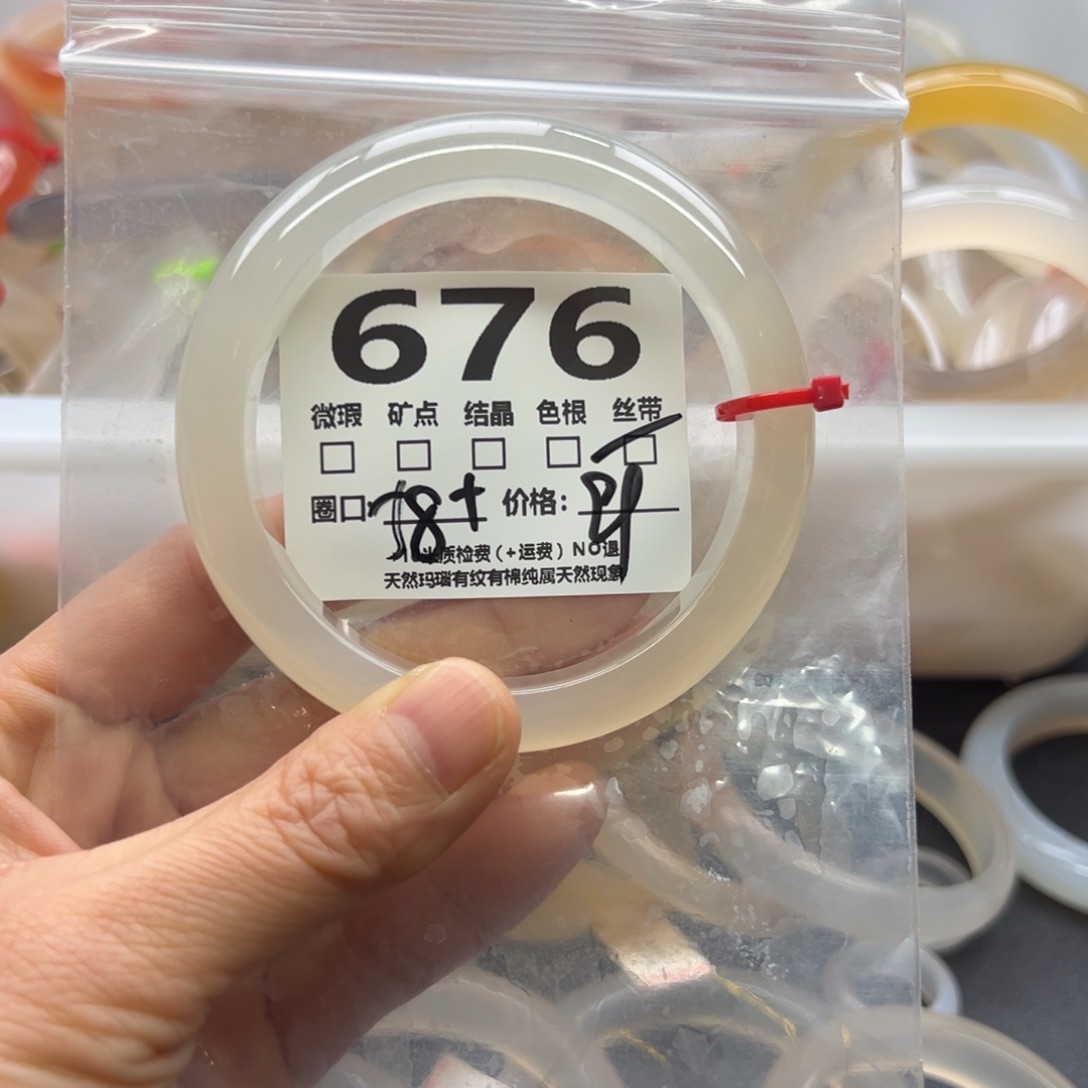 676
微瑕 矿点 结晶 色根 丝带
圈口: 58+ 价格:
质检费(+运费) NO退
天然玛瑙有纹有棉纯属天然现象